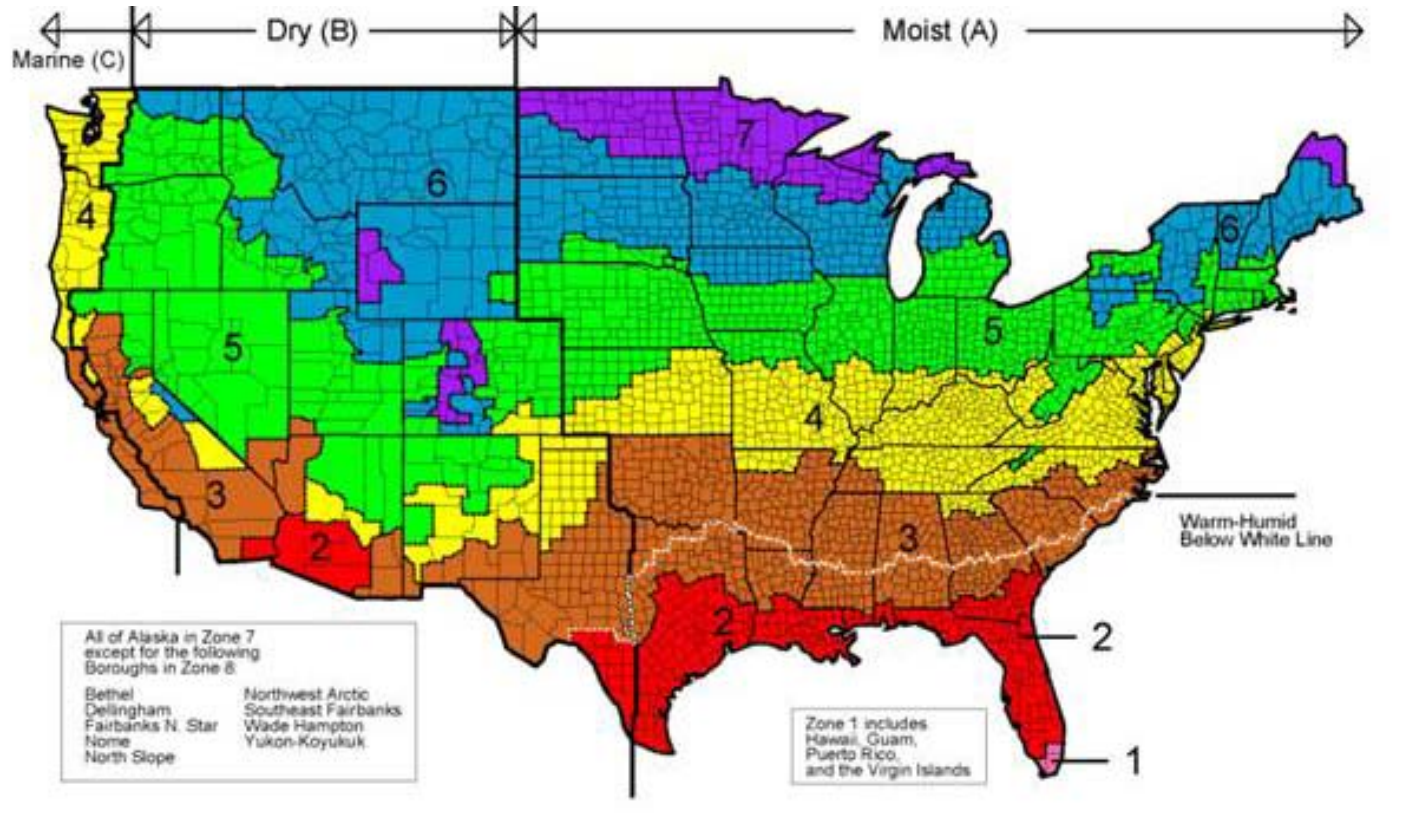 Dry (B)
Moist (A)
Marine (C)
7
6
4
6
5
5
4
3
3
2
2
Warm-Humid
Below White Line
2
1
All of Alaska in Zone 7
except for the following
Boroughs in Zone 8
Bethel Northwest Arctic
Dellingham Southeast Fairbanks
Fairbanks N. Star Wade Hampton
Nome Yukon-Koyukuk
North Slope
Zone 1 includes
Hawaii, Guam,
Puerto Rico,
and the Virgin Islands